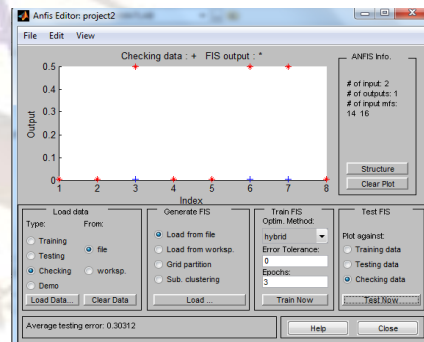 Anfis Editor: project2
File Edit View
Checking data : + FIS output : *
0.5
0.4
0.3
0.2
0.1
0
Output
1 2 3 4 5 6 7 8
Index
ANFIS Info.
# of input: 2
# of outputs: 1
# of input mfs:
14 16
Structure
Clear Plot
Load data
Type: From:
Training
Testing
Checking
Demo
file
worksp.
Load Data... Clear Data
Generate FIS
Load from file
Load from worksp.
Grid partition
Sub. clustering
Load ...
Train FIS
Optim. Method:
hybrid
Error Tolerance:
0
Epochs:
3
Train Now
Test FIS
Plot against:
Training data
Testing data
Checking data
Test Now
Average testing error: 0.30312
Help Close